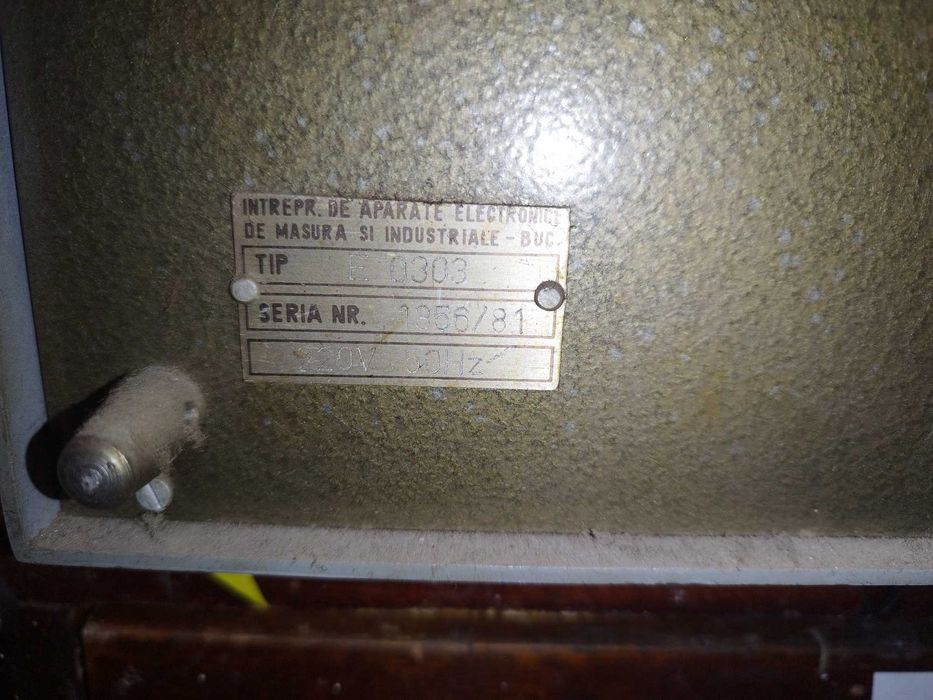 INTREPR. DE APARATE ELECTRONICE
DE MASURA SI INDUSTRIALE - BUC.
TIP E 0303
SERIA NR. 1356/81
220V 50Hz